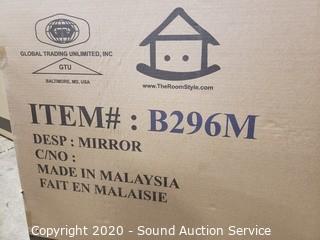 GLOBAL TRADING UNLIMITED, INC
GTU
BALTIMORE, MS, USA
www.TheRoomStyle.com
ITEM# : B296M
DESP : MIRROR
C/NO :
MADE IN MALAYSIA
FAIT EN MALAISIE
Copyright 2020 - Sound Auction Service